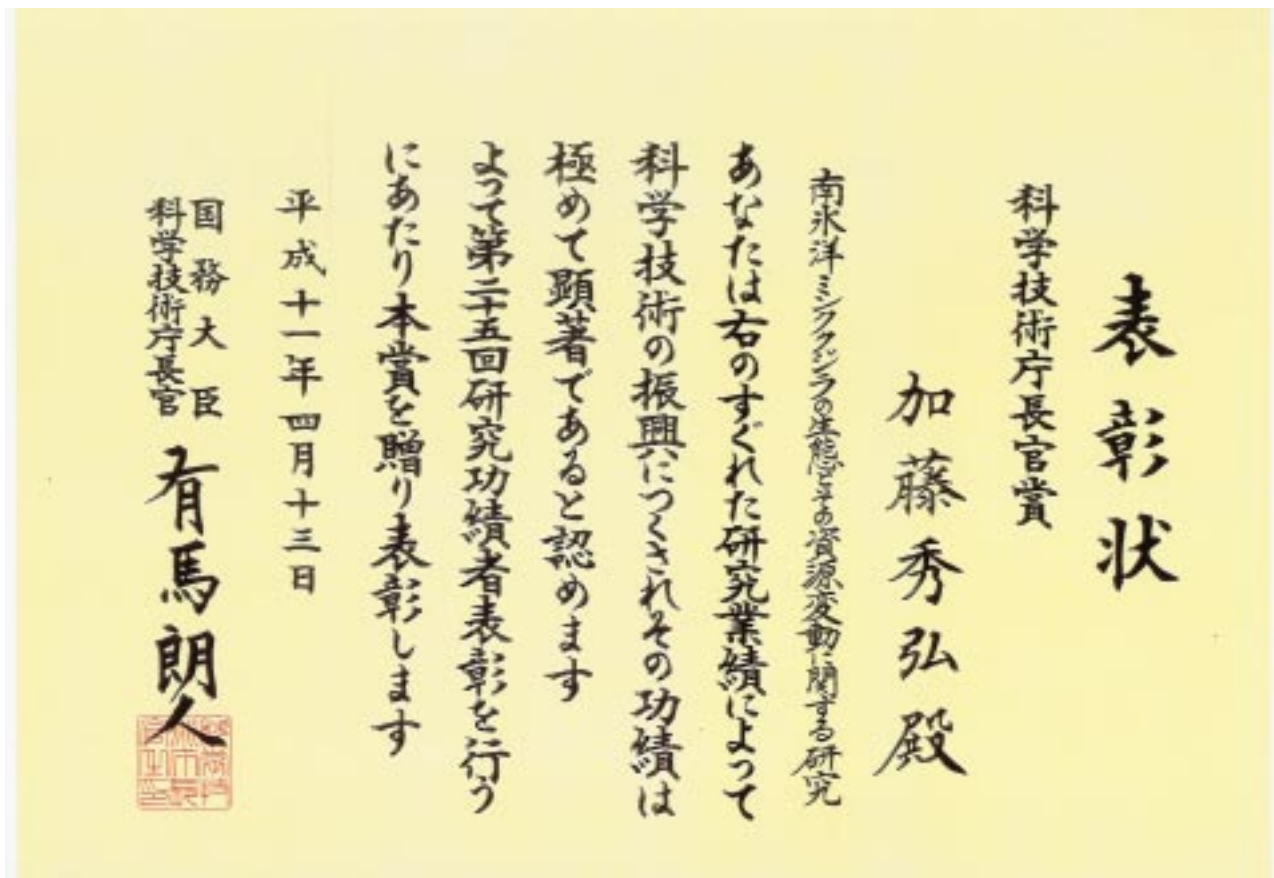 表彰状
科学技術庁長官賞
加藤秀弘殿
南氷洋ミンククジラの生態とその資源変動に関する研究
あなたは右のすぐれた研究業績によって
科学技術の振興につくされその功績は
極めて顕著であると認めます
よって第二十五回研究功績者表彰を行う
にあたり本賞を贈り表彰します
平成十一年四月十三日
国務大臣
科学技術庁長官
有馬朗人